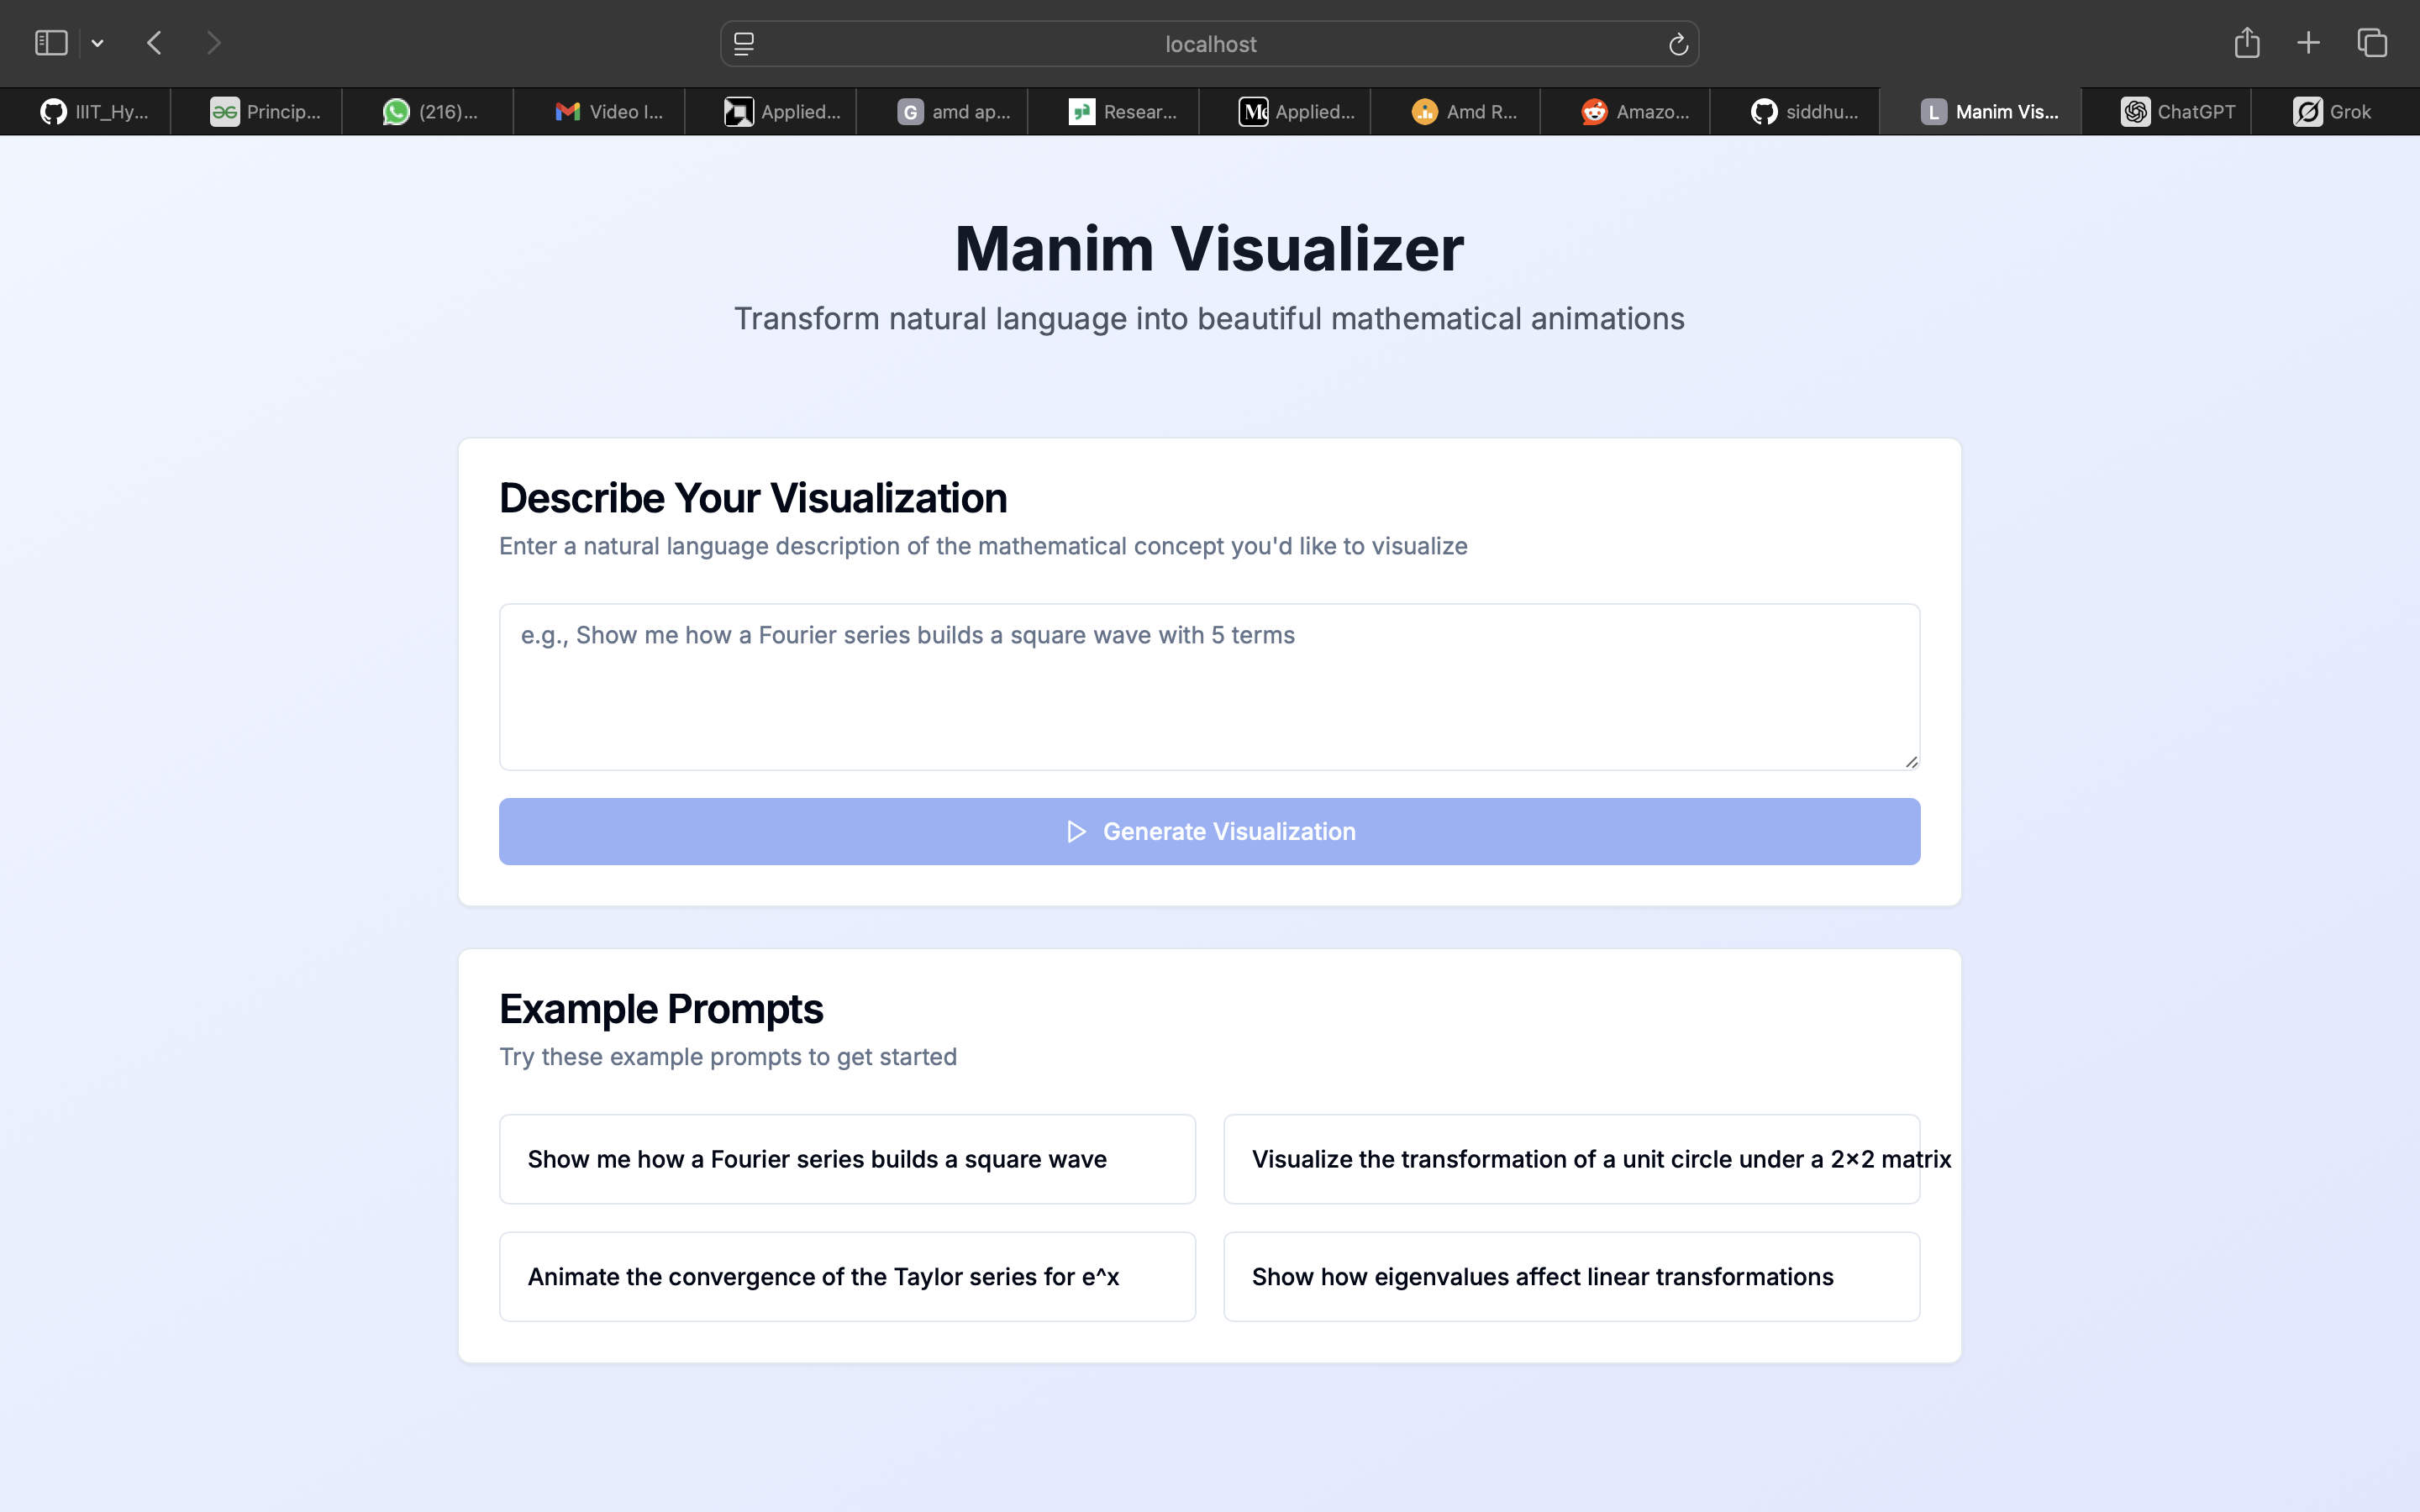 localhost
IIIT_Hy...
Princip...
(216)...
Video I...
Applied...
G
amd ap...
Resear...
Applied...
Amd R...
Amazo...
siddhu...
L
Manim Vis...
ChatGPT
Grok
Manim Visualizer
Transform natural language into beautiful mathematical animations
Describe Your Visualization
Enter a natural language description of the mathematical concept you'd like to visualize
e.g., Show me how a Fourier series builds a square wave with 5 terms
Generate Visualization
Example Prompts
Try these example prompts to get started
Show me how a Fourier series builds a square wave
Visualize the transformation of a unit circle under a 2×2 matrix
Animate the convergence of the Taylor series for e^x
Show how eigenvalues affect linear transformations